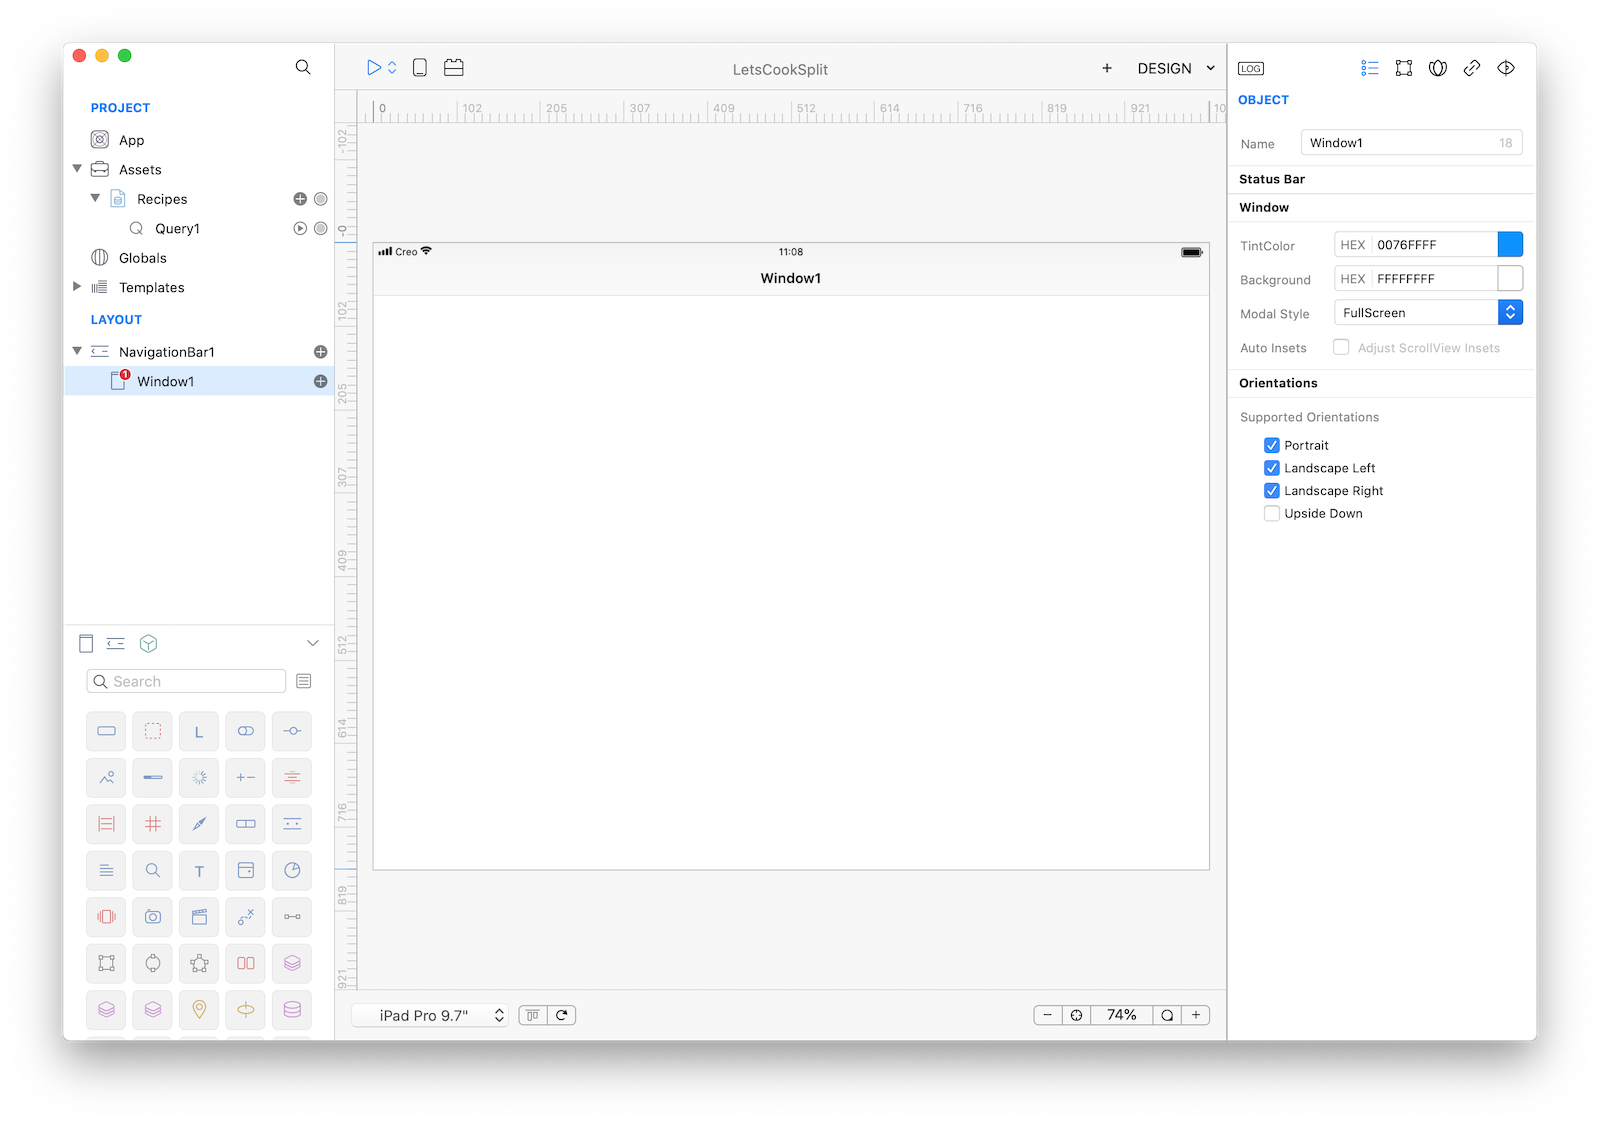 PROJECT
App
Assets
Recipes
Query1
Globals
Templates
LAYOUT
NavigationBar1
1
Window1
Search
L
T
LetsCookSplit
+ DESIGN
0 102 205 307 409 512 614 716 819 921 10
-102
-0
102
205
307
409
512
614
716
819
921
Creo
11:08
Window1
iPad Pro 9.7"
− 74% +
LOG
OBJECT
Name Window1 18
Status Bar
Window
TintColor HEX 0076FFFF
Background HEX FFFFFFFF
Modal Style FullScreen
Auto Insets Adjust ScrollView Insets
Orientations
Supported Orientations
Portrait
Landscape Left
Landscape Right
Upside Down